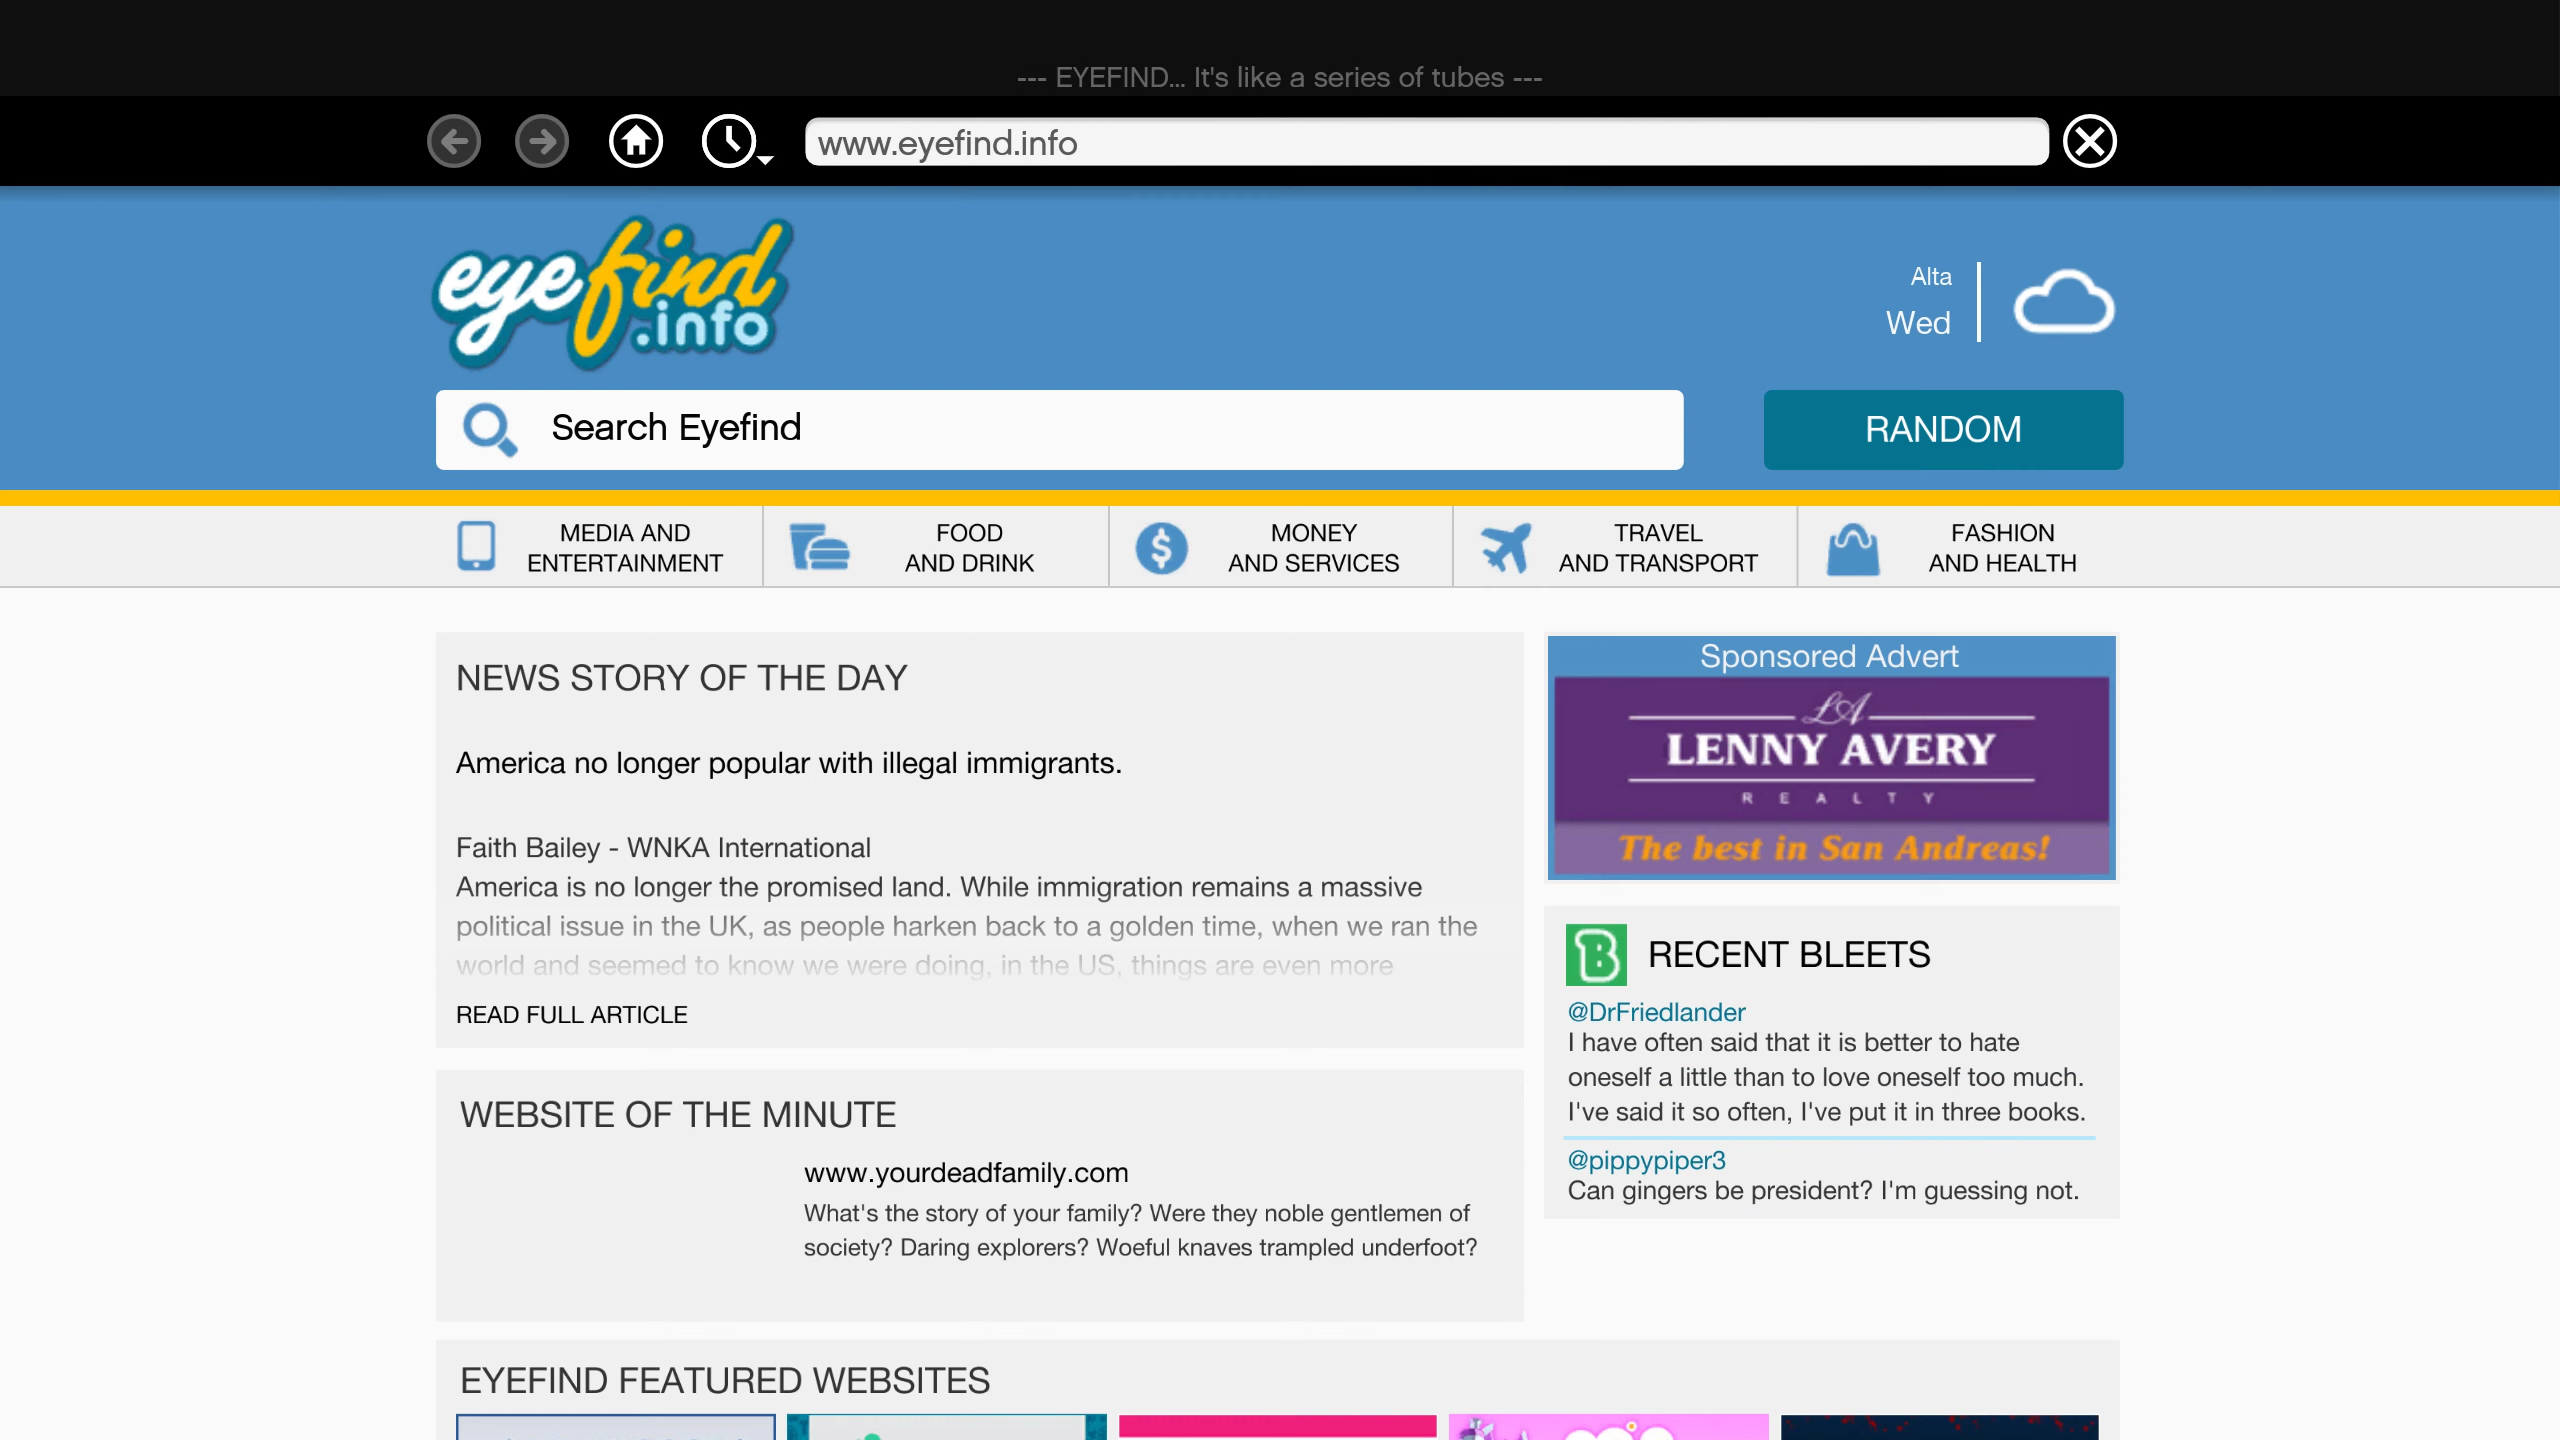 --- EYEFIND... It's like a series of tubes ---
www.eyefind.info
eyefind
.info
Alta
Wed
Search Eyefind
RANDOM
MEDIA AND
ENTERTAINMENT
FOOD
AND DRINK
MONEY
AND SERVICES
TRAVEL
AND TRANSPORT
FASHION
AND HEALTH
NEWS STORY OF THE DAY
America no longer popular with illegal immigrants.
Faith Bailey - WNKA International
America is no longer the promised land. While immigration remains a massive
political issue in the UK, as people harken back to a golden time, when we ran the
world and seemed to know we were doing, in the US, things are even more
READ FULL ARTICLE
WEBSITE OF THE MINUTE
www.yourdeadfamily.com
What's the story of your family? Were they noble gentlemen of
society? Daring explorers? Woeful knaves trampled underfoot?
Sponsored Advert
LA
LENNY AVERY
REALTY
The best in San Andreas!
B
RECENT BLEETS
@DrFriedlander
I have often said that it is better to hate
oneself a little than to love oneself too much.
I've said it so often, I've put it in three books.
@pippypiper3
Can gingers be president? I'm guessing not.
EYEFIND FEATURED WEBSITES